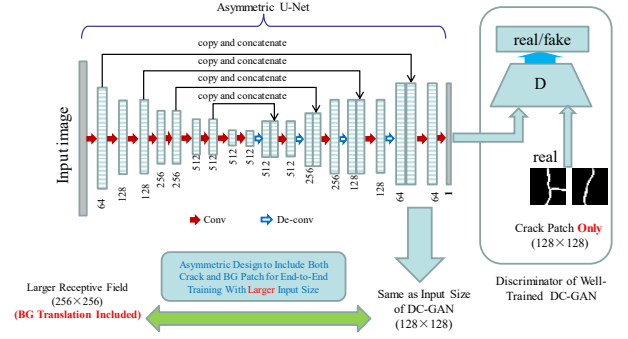 Asymmetric U-Net
copy and concatenate
copy and concatenate
copy and concatenate
copy and concatenate
Input image
64
128
128
256
256
512
512
512
512
512
512
256
256
128
128
64
64
1
Conv
De-conv
real/fake
D
real
Crack Patch Only
(128×128)
Discriminator of Well-
Trained DC-GAN
Asymmetric Design to Include Both
Crack and BG Patch for End-to-End
Training With Larger Input Size
Larger Receptive Field
(256×256)
(BG Translation Included)
Same as Input Size
of DC-GAN
(128×128)